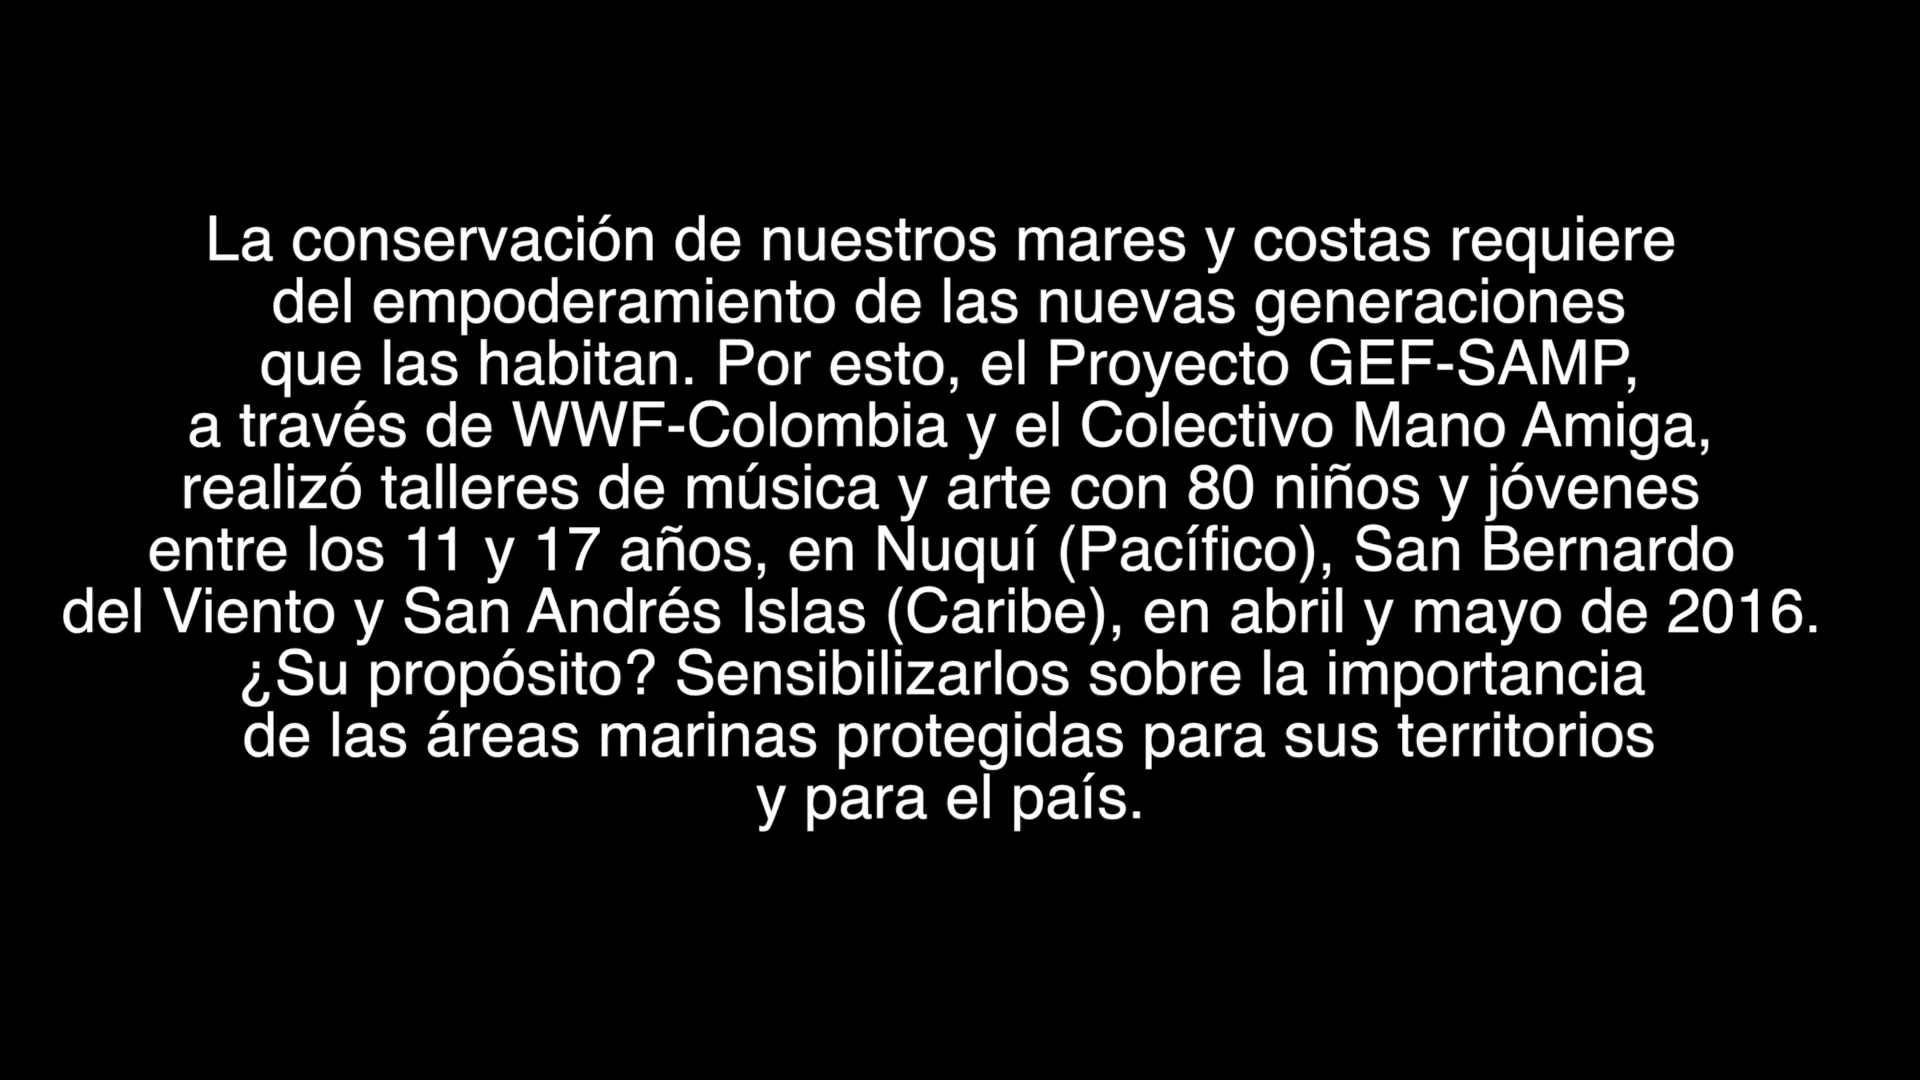 La conservación de nuestros mares y costas requiere
del empoderamiento de las nuevas generaciones
que las habitan. Por esto, el Proyecto GEF-SAMP,
a través de WWF-Colombia y el Colectivo Mano Amiga,
realizó talleres de música y arte con 80 niños y jóvenes
entre los 11 y 17 años, en Nuquí (Pacífico), San Bernardo
del Viento y San Andrés Islas (Caribe), en abril y mayo de 2016.
¿Su propósito? Sensibilizarlos sobre la importancia
de las áreas marinas protegidas para sus territorios
y para el país.